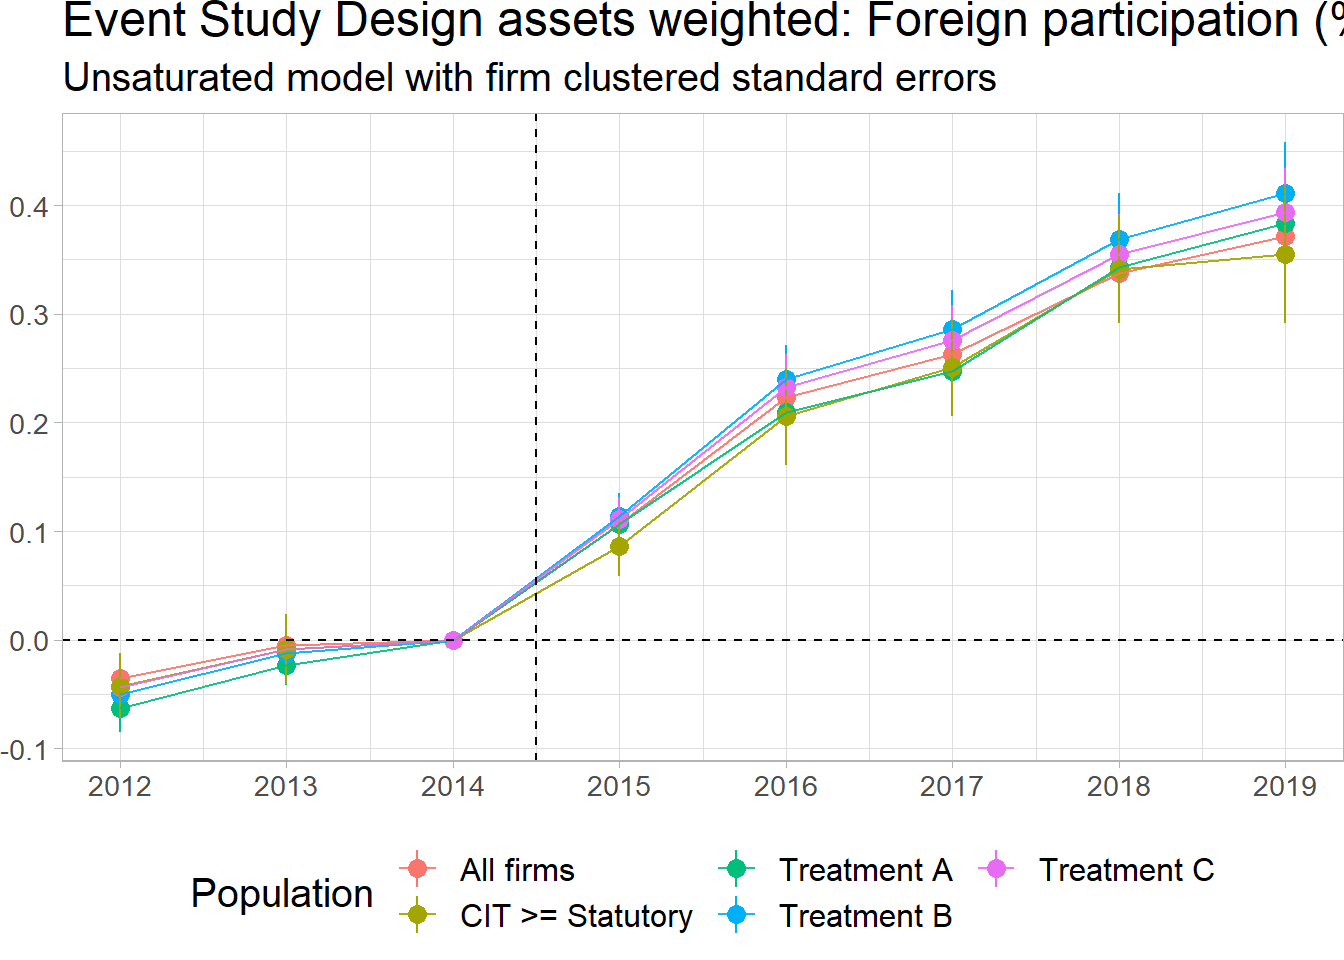 Event Study Design assets weighted: Foreign participation (%
Unsaturated model with firm clustered standard errors
0.4
0.3
0.2
0.1
0.0
-0.1
2012 2013 2014 2015 2016 2017 2018 2019
Population
All firms Treatment A Treatment C
CIT >= Statutory Treatment B